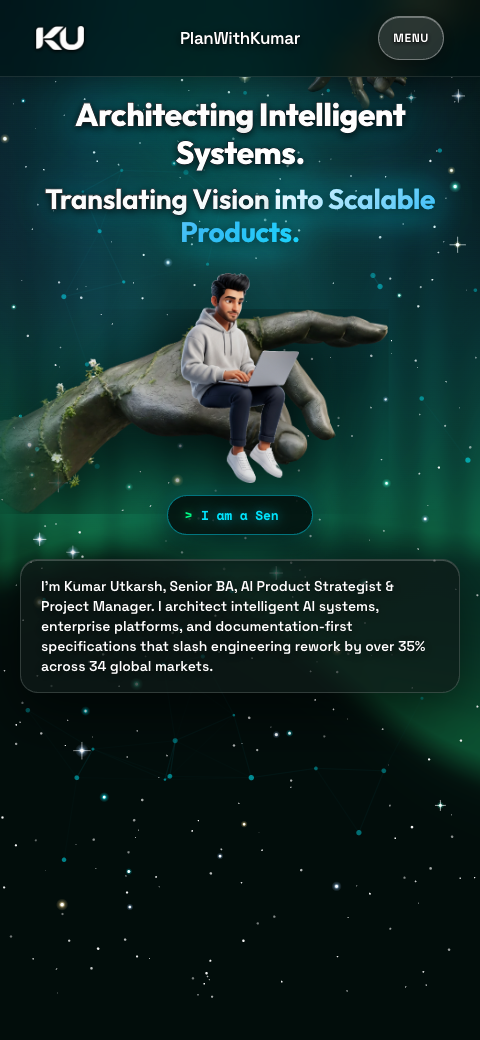 KU
PlanWithKumar
MENU
Architecting Intelligent
Systems.
Translating Vision into Scalable
Products.
> I am a Sen
I'm Kumar Utkarsh, Senior BA, AI Product Strategist &
Project Manager. I architect intelligent AI systems,
enterprise platforms, and documentation-first
specifications that slash engineering rework by over 35%
across 34 global markets.